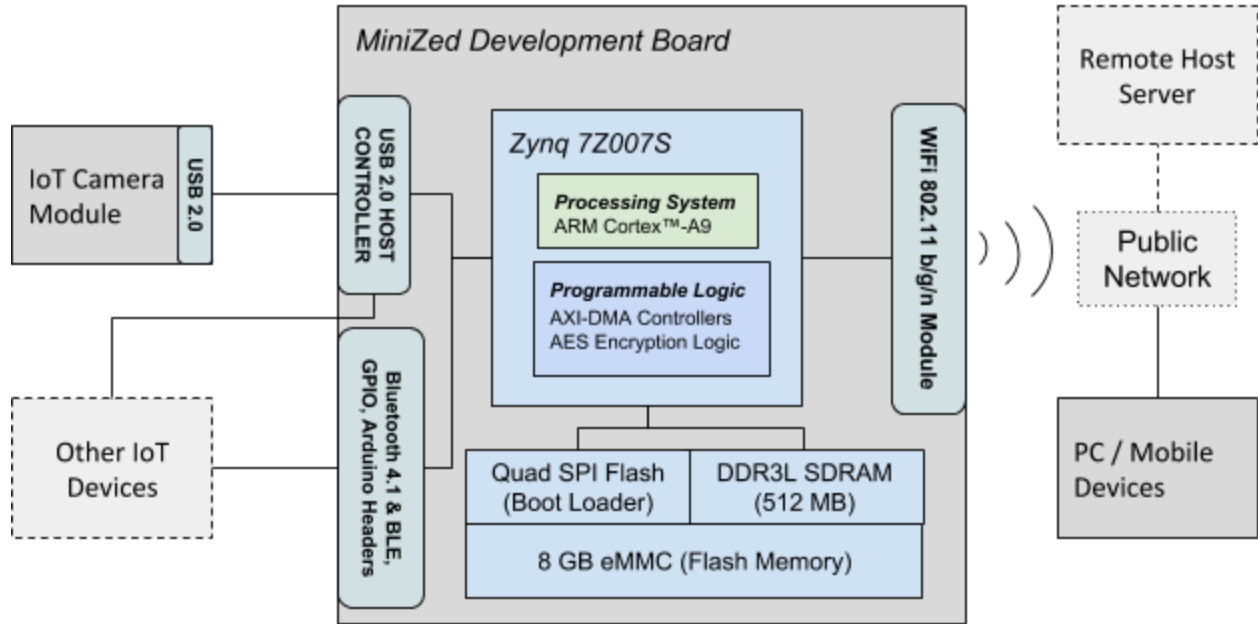 MiniZed Development Board
Remote Host
Server
IoT Camera
Module
USB 2.0
USB 2.0 HOST
CONTROLLER
Zynq 7Z007S
Processing System
ARM Cortex™-A9
Programmable Logic
AXI-DMA Controllers
AES Encryption Logic
WiFi 802.11 b/g/n Module
Public
Network
Other IoT
Devices
Bluetooth 4.1 & BLE,
GPIO, Arduino Headers
Quad SPI Flash
(Boot Loader)
DDR3L SDRAM
(512 MB)
8 GB eMMC (Flash Memory)
PC / Mobile
Devices